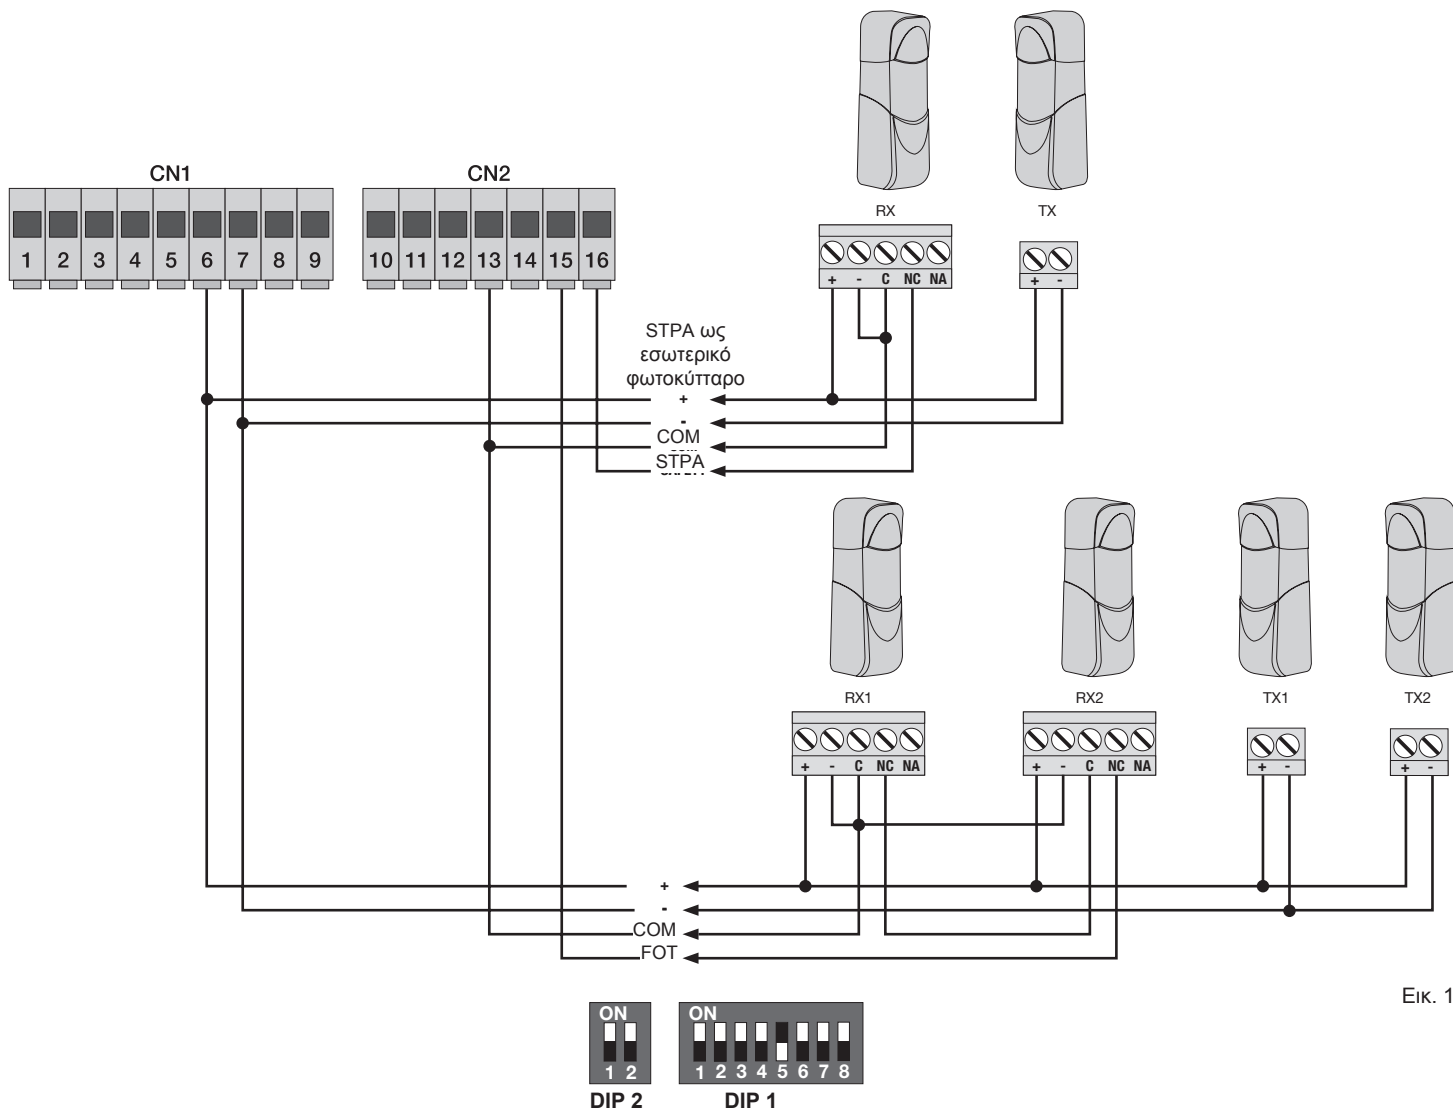 RX TX
CN1 CN2
1 2 3 4 5 6 7 8 9 10 11 12 13 14 15 16
+ - C NC NA + -
STPA ως
εσωτερικό
φωτοκύτταρο
+
-
COM
STPA
RX1 RX2 TX1 TX2
+ - C NC NA + - C NC NA + - + -
+
-
COM
FOT
Εικ. 1
ON ON
1 2 1 2 3 4 5 6 7 8
DIP 2 DIP 1